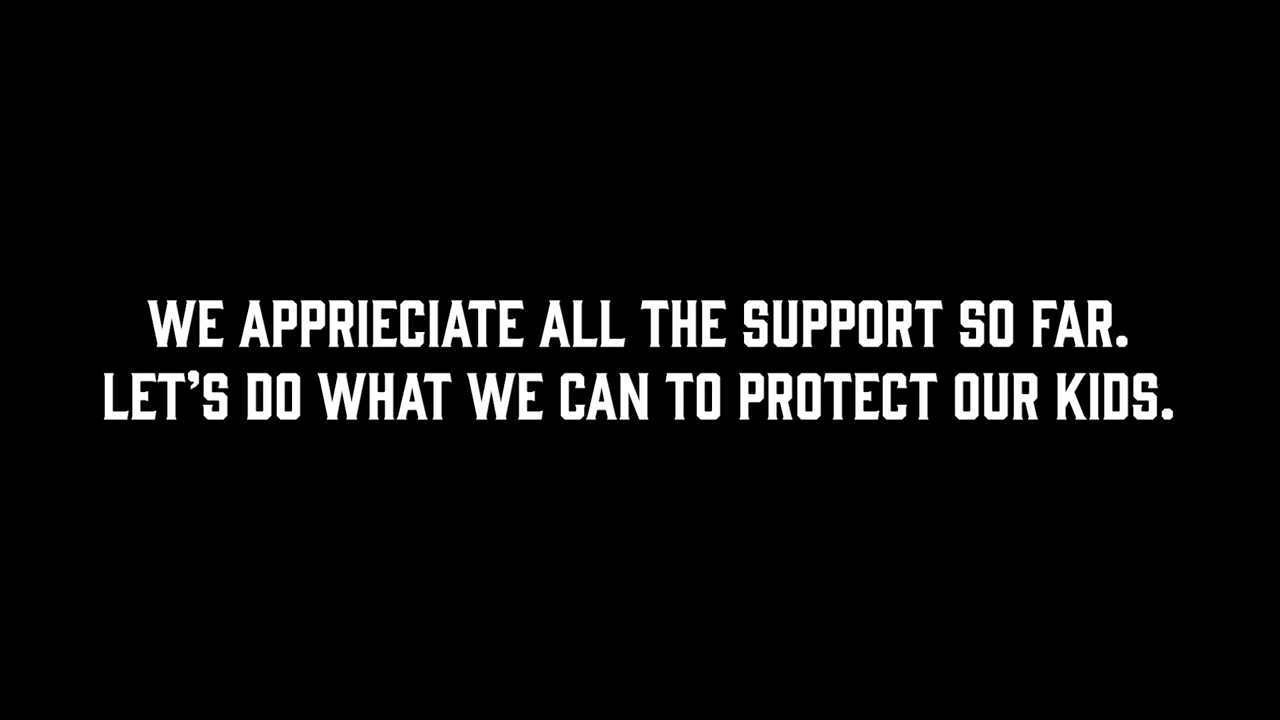 WE APPRIECIATE ALL THE SUPPORT SO FAR.
LET'S DO WHAT WE CAN TO PROTECT OUR KIDS.